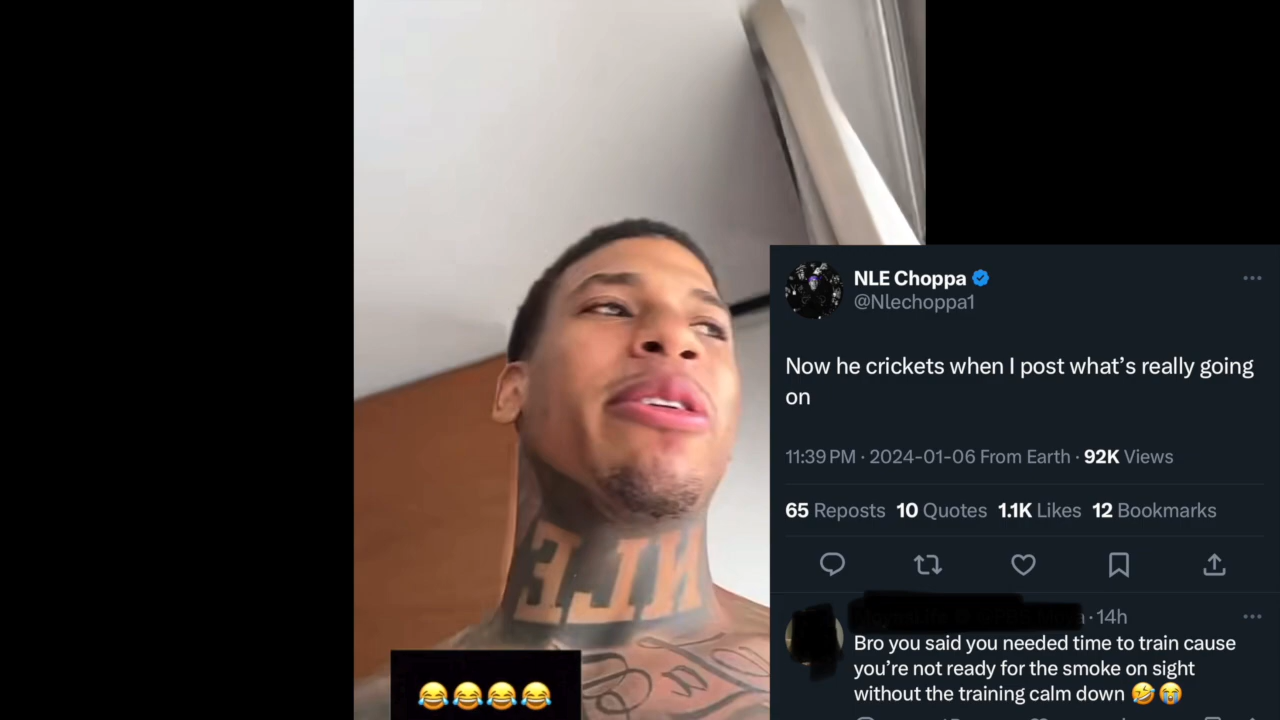 NLE
NLE Choppa
@Nlechoppa1
Now he crickets when I post what’s really going
on
11:39 PM · 2024-01-06 From Earth · 92K Views
65 Reposts 10 Quotes 1.1K Likes 12 Bookmarks
· 14h
Bro you said you needed time to train cause
you’re not ready for the smoke on sight
without the training calm down 🤣😭
😂😂😂😂